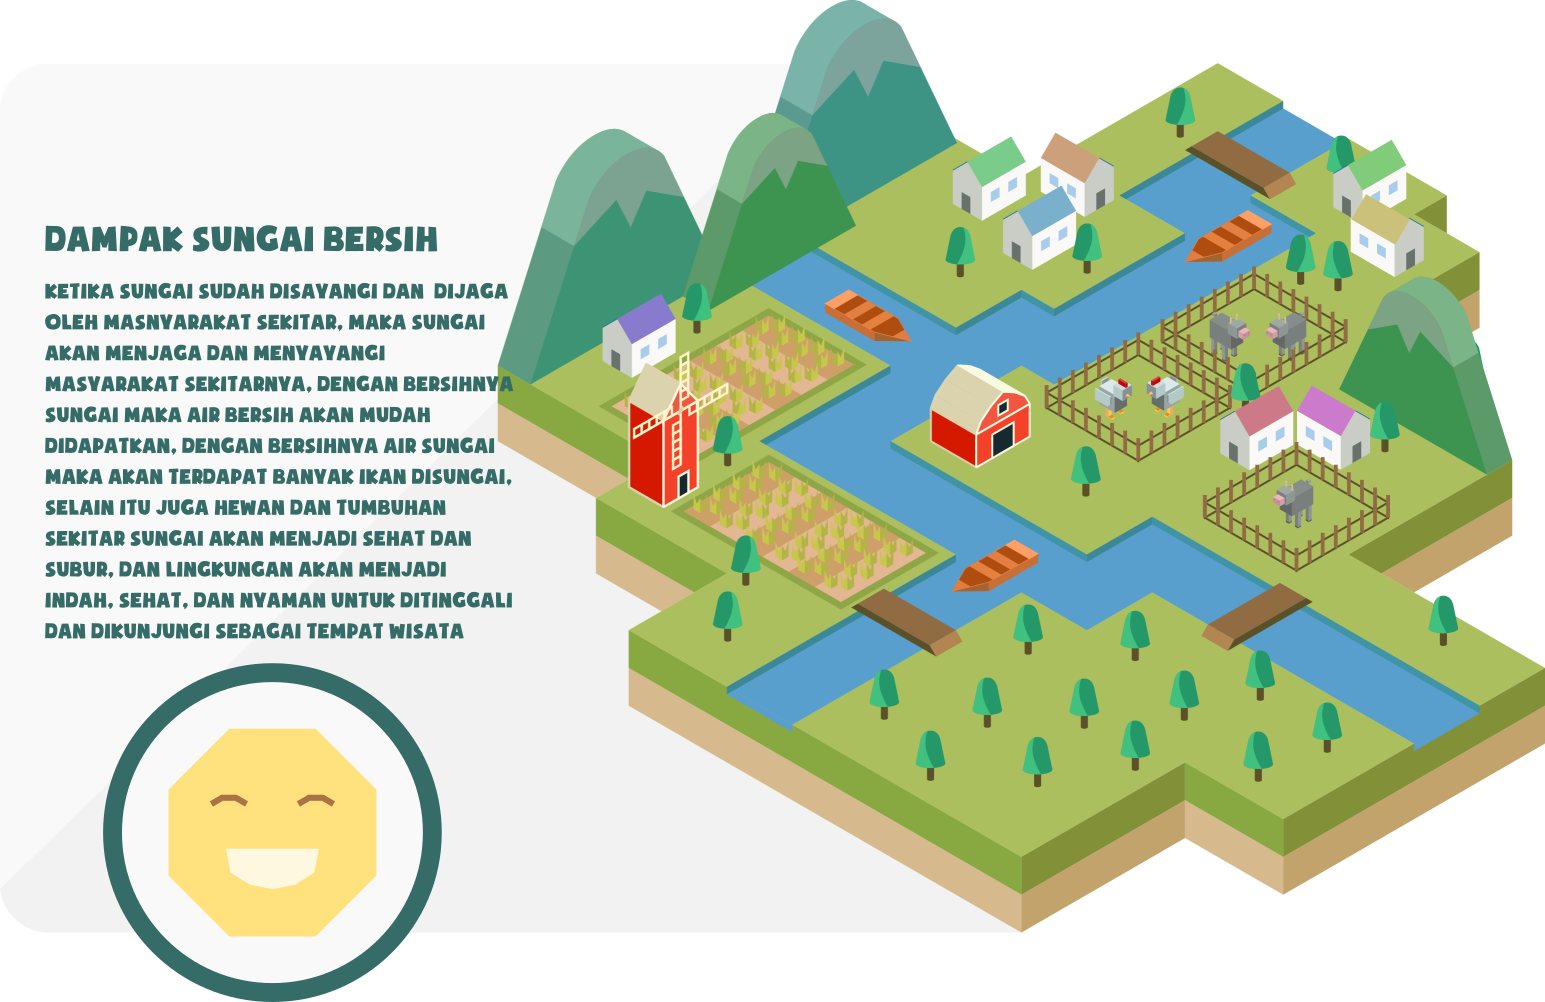 DAMPAK SUNGAI BERSIH
KETIKA SUNGAI SUDAH DISAYANGI DAN DIJAGA
OLEH MASNYARAKAT SEKITAR, MAKA SUNGAI
AKAN MENJAGA DAN MENYAYANGI
MASYARAKAT SEKITARNYA, DENGAN BERSIHNYA
SUNGAI MAKA AIR BERSIH AKAN MUDAH
DIDAPATKAN, DENGAN BERSIHNYA AIR SUNGAI
MAKA AKAN TERDAPAT BANYAK IKAN DISUNGAI,
SELAIN ITU JUGA HEWAN DAN TUMBUHAN
SEKITAR SUNGAI AKAN MENJADI SEHAT DAN
SUBUR, DAN LINGKUNGAN AKAN MENJADI
INDAH, SEHAT, DAN NYAMAN UNTUK DITINGGALI
DAN DIKUNJUNGI SEBAGAI TEMPAT WISATA